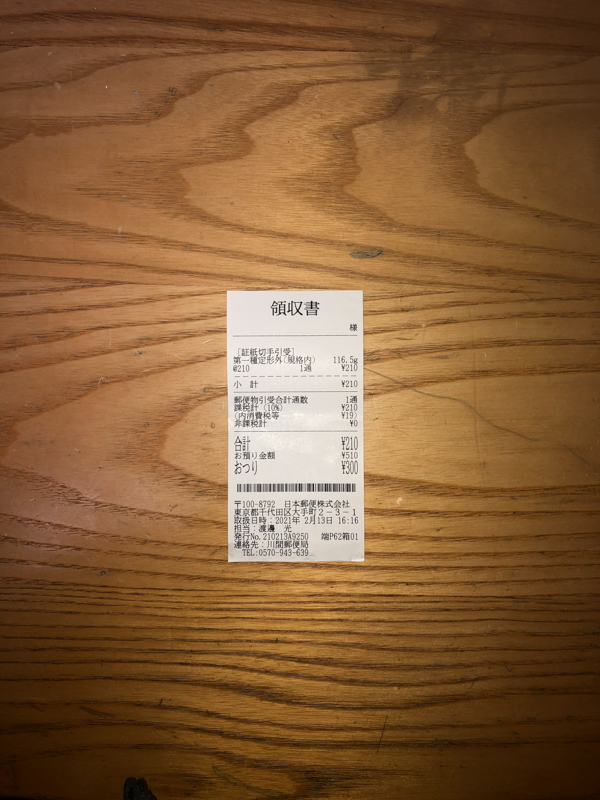 領収書
様
[証紙切手引受]
第一種定形外(規格内) 116.5g
@210 1通 ¥210
小 計 ¥210
郵便物引受合計通数 1通
課税計(10%) ¥210
(内消費税等 ¥19)
非課税計 ¥0
合計 ¥210
お預り金額 ¥510
おつり ¥300
〒100-8792 日本郵便株式会社
東京都千代田区大手町2-3-1
取扱日時:2021年 2月13日 16:16
担当:渡邊 光
発行No.210213A9250 端P62箱01
連絡先:川間郵便局
TEL:0570-943-639